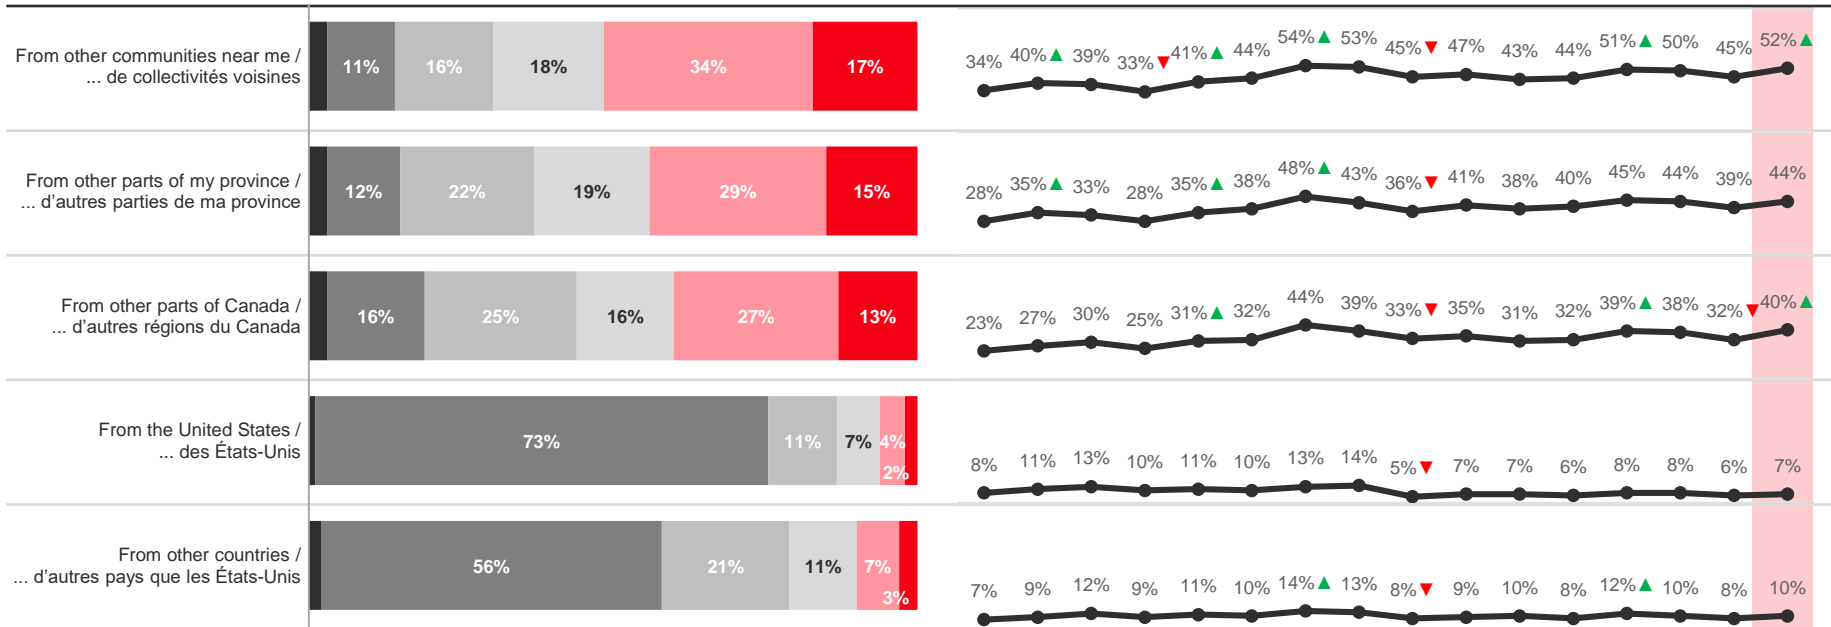 From other communities near me /
... de collectivités voisines
11% 16% 18% 34% 17%
34% 40% ▲ 39% 33% ▼ 41% ▲ 44% 54% ▲ 53% 45% ▼ 47% 43% 44% 51% ▲ 50% 45% 52% ▲
From other parts of my province /
... d'autres parties de ma province
12% 22% 19% 29% 15%
28% 35% ▲ 33% 28% 35% ▲ 38% 48% ▲ 43% 36% ▼ 41% 38% 40% 45% 44% 39% 44%
From other parts of Canada /
... d'autres régions du Canada
16% 25% 16% 27% 13%
23% 27% 30% 25% 31% ▲ 32% 44% 39% 33% ▼ 35% 31% 32% 39% ▲ 38% 32% ▼ 40% ▲
From the United States /
... des États-Unis
73% 11% 7% 4%
2%
8% 11% 13% 10% 11% 10% 13% 14% 5% ▼ 7% 7% 6% 8% 8% 6% 7%
From other countries /
... d'autres pays que les États-Unis
56% 21% 11% 7%
3%
7% 9% 12% 9% 11% 10% 14% ▲ 13% 8% ▼ 9% 10% 8% 12% ▲ 10% 8% 10%